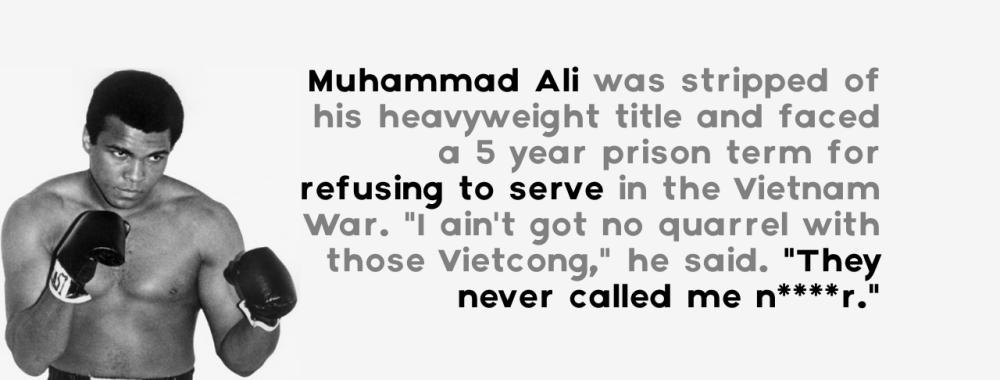 Muhammad Ali was stripped of
his heavyweight title and faced
a 5 year prison term for
refusing to serve in the Vietnam
War. "I ain't got no quarrel with
those Vietcong," he said. "They
never called me n****r."